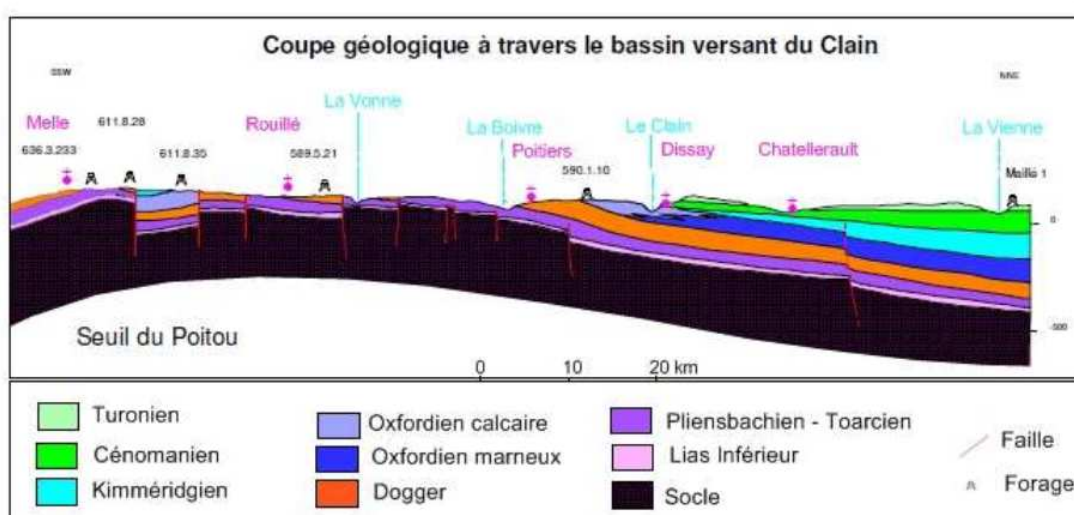 Coupe géologique à travers le bassin versant du Clain
SSW
NNE
La Vonne
La Boivre
Le Clain
La Vienne
Melle
611.8.28
Rouillé
Poitiers
Dissay
Chatellerault
636.3.233
611.8.35
589.5.21
590.1.10
Maillé 1
0
-500
Seuil du Poitou
0 10 20 km
Turonien
Cénomanien
Kimméridgien
Oxfordien calcaire
Oxfordien marneux
Dogger
Pliensbachien - Toarcien
Lias Inférieur
Socle
Faille
Forage